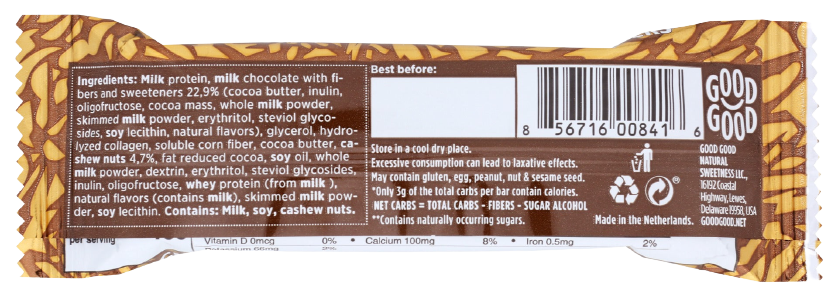 Ingredients: Milk protein, milk chocolate with fi-
bers and sweeteners 22,9% (cocoa butter, inulin,
oligofructose, cocoa mass, whole milk powder,
skimmed milk powder, erythritol, steviol glyco-
sides, soy lecithin, natural flavors), glycerol, hydro-
lyzed collagen, soluble corn fiber, cocoa butter, ca-
shew nuts 4,7%, fat reduced cocoa, soy oil, whole
milk powder, dextrin, erythritol, steviol glycosides,
inulin, oligofructose, whey protein (from milk ),
natural flavors (contains milk), skimmed milk pow-
der, soy lecithin. Contains: Milk, soy, cashew nuts.
Best before:
8 56716 00841 6
Store in a cool dry place.
Excessive consumption can lead to laxative effects.
May contain gluten, egg, peanut, nut & sesame seed.
*Only 3g of the total carbs per bar contain calories.
NET CARBS = TOTAL CARBS - FIBERS - SUGAR ALCOHOL
**Contains naturally occurring sugars.
Made in the Netherlands.
GOOD
GOOD
GOOD GOOD
NATURAL
SWEETNESS LLC.,
16192 Coastal
Highway, Lewes,
Delaware 19958, USA
GOODGOOD.NET
per serving
Vitamin D 0mcg 0% • Calcium 100mg 8% • Iron 0.5mg 2%